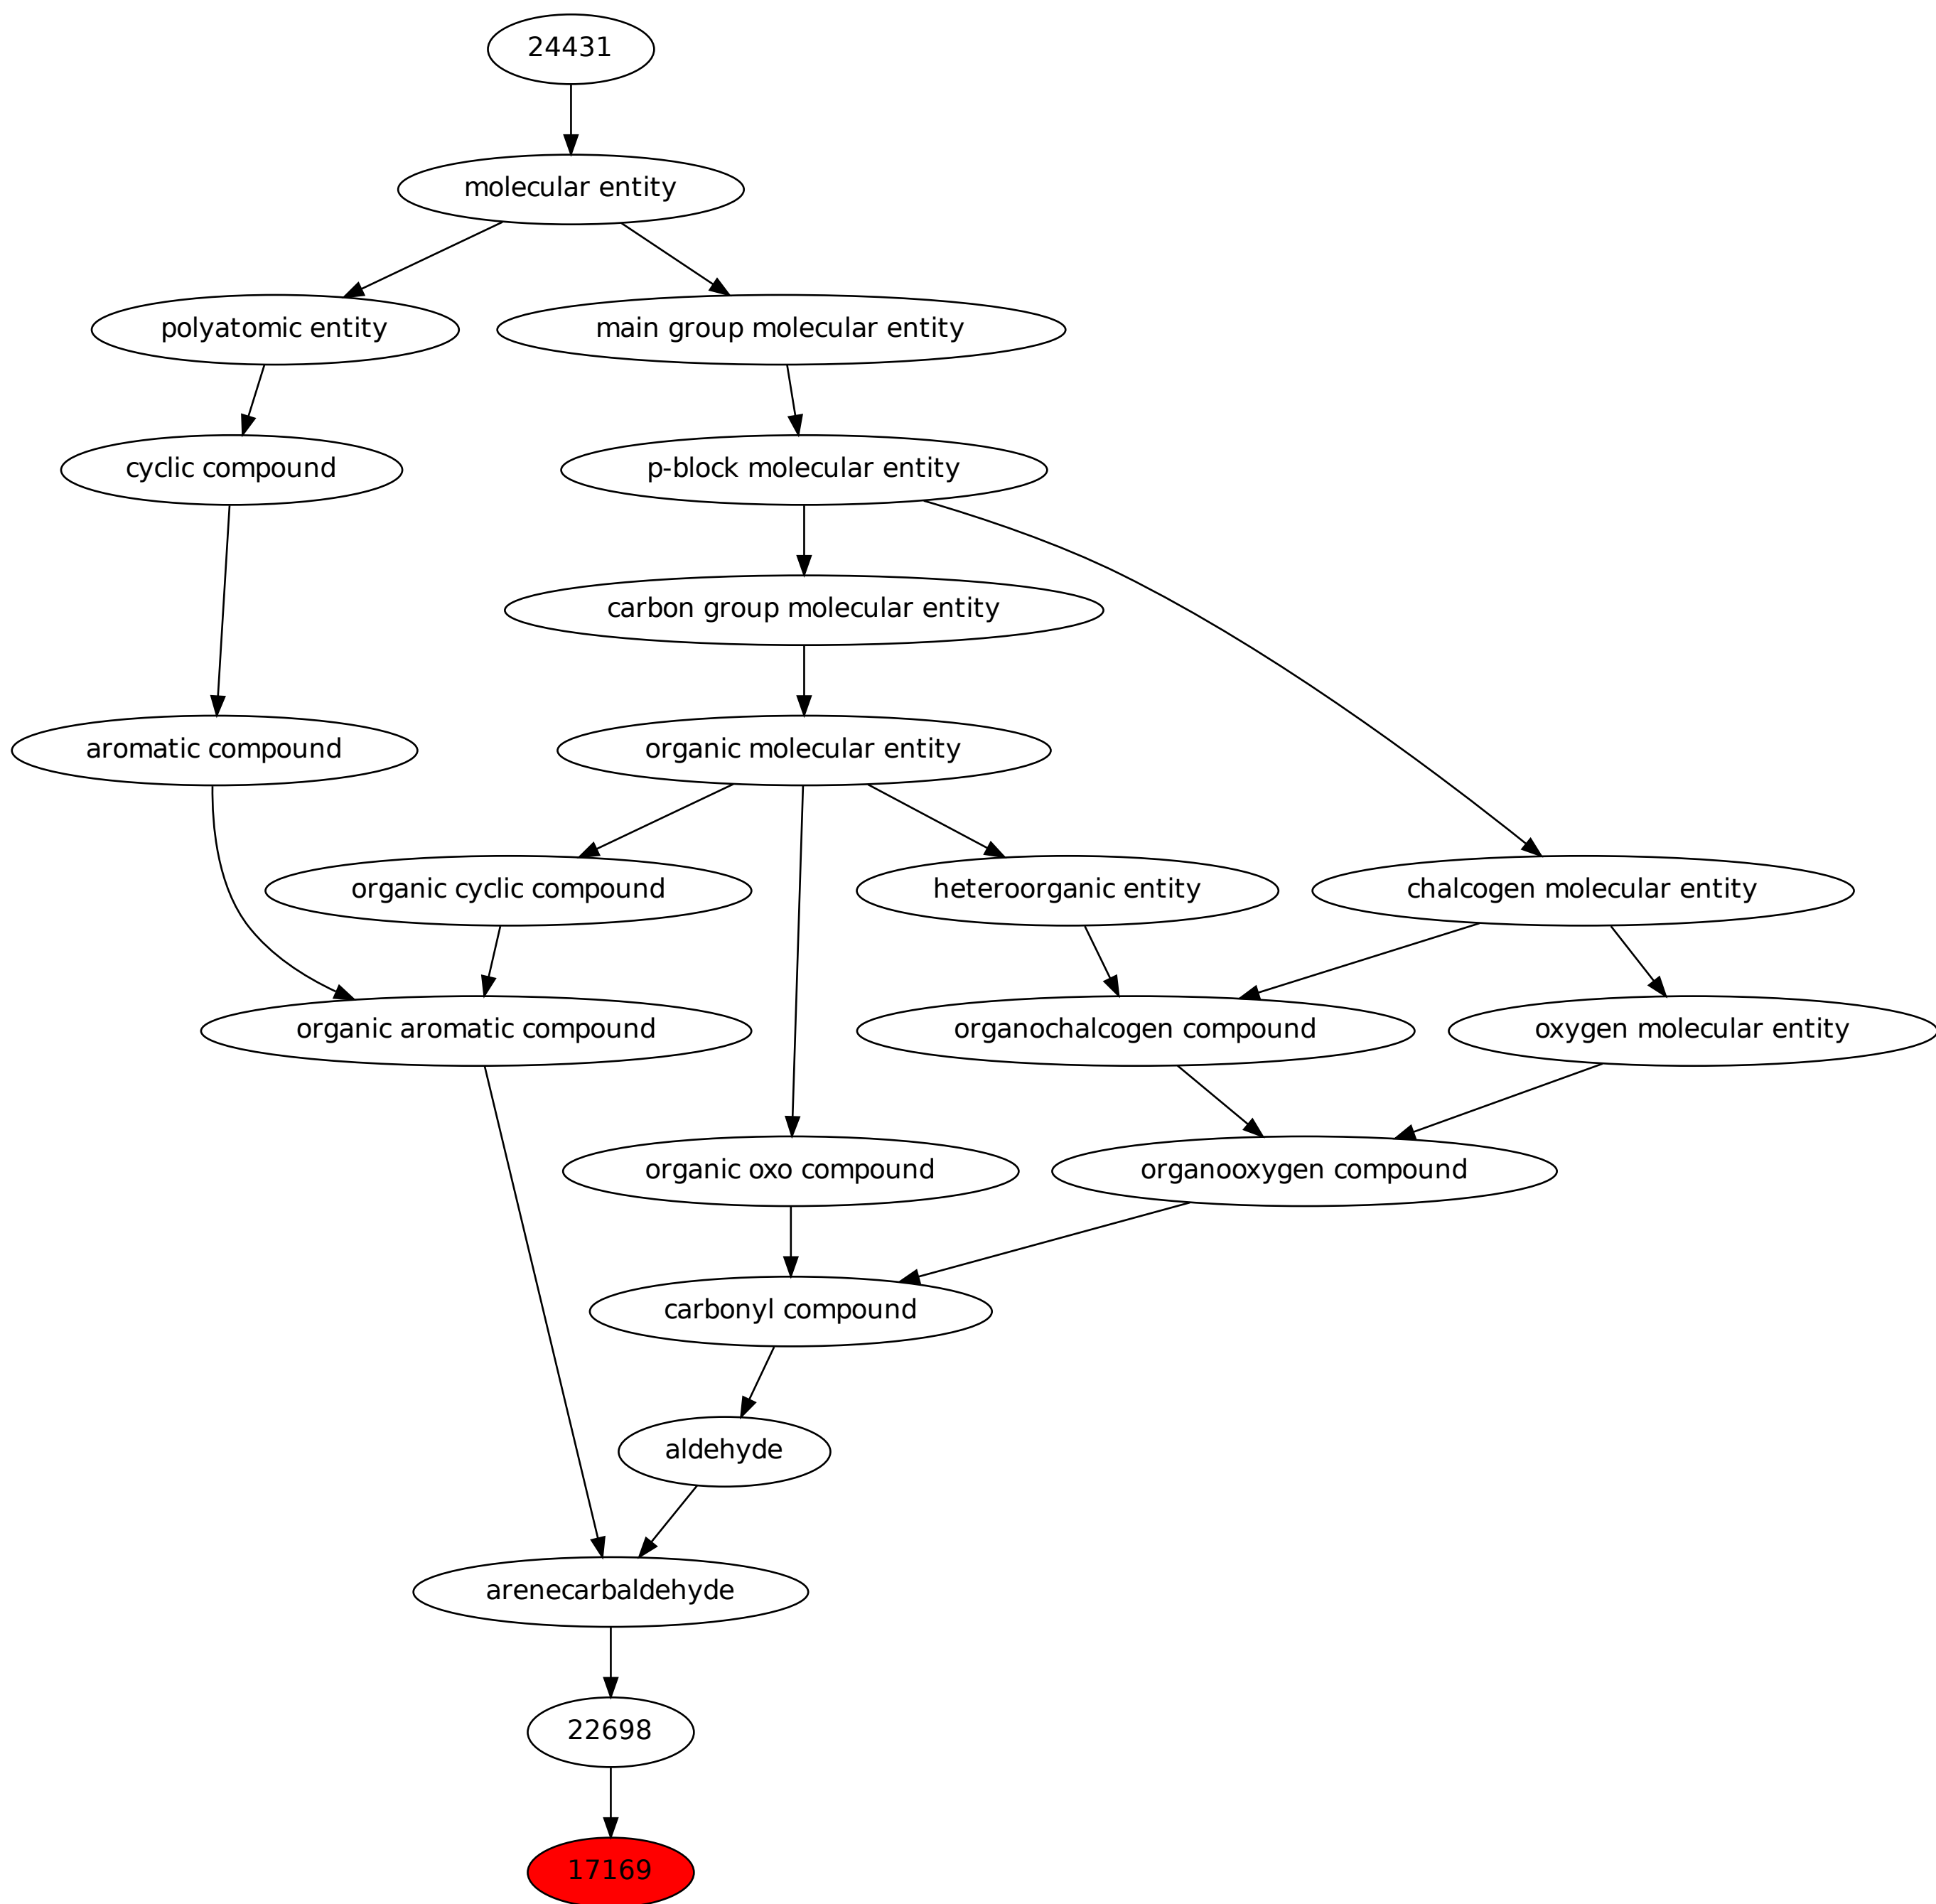 24431
molecular entity
polyatomic entity
main group molecular entity
cyclic compound
p-block molecular entity
carbon group molecular entity
aromatic compound
organic molecular entity
organic cyclic compound
heteroorganic entity
chalcogen molecular entity
organic aromatic compound
organochalcogen compound
oxygen molecular entity
organic oxo compound
organooxygen compound
carbonyl compound
aldehyde
arenecarbaldehyde
22698
17169